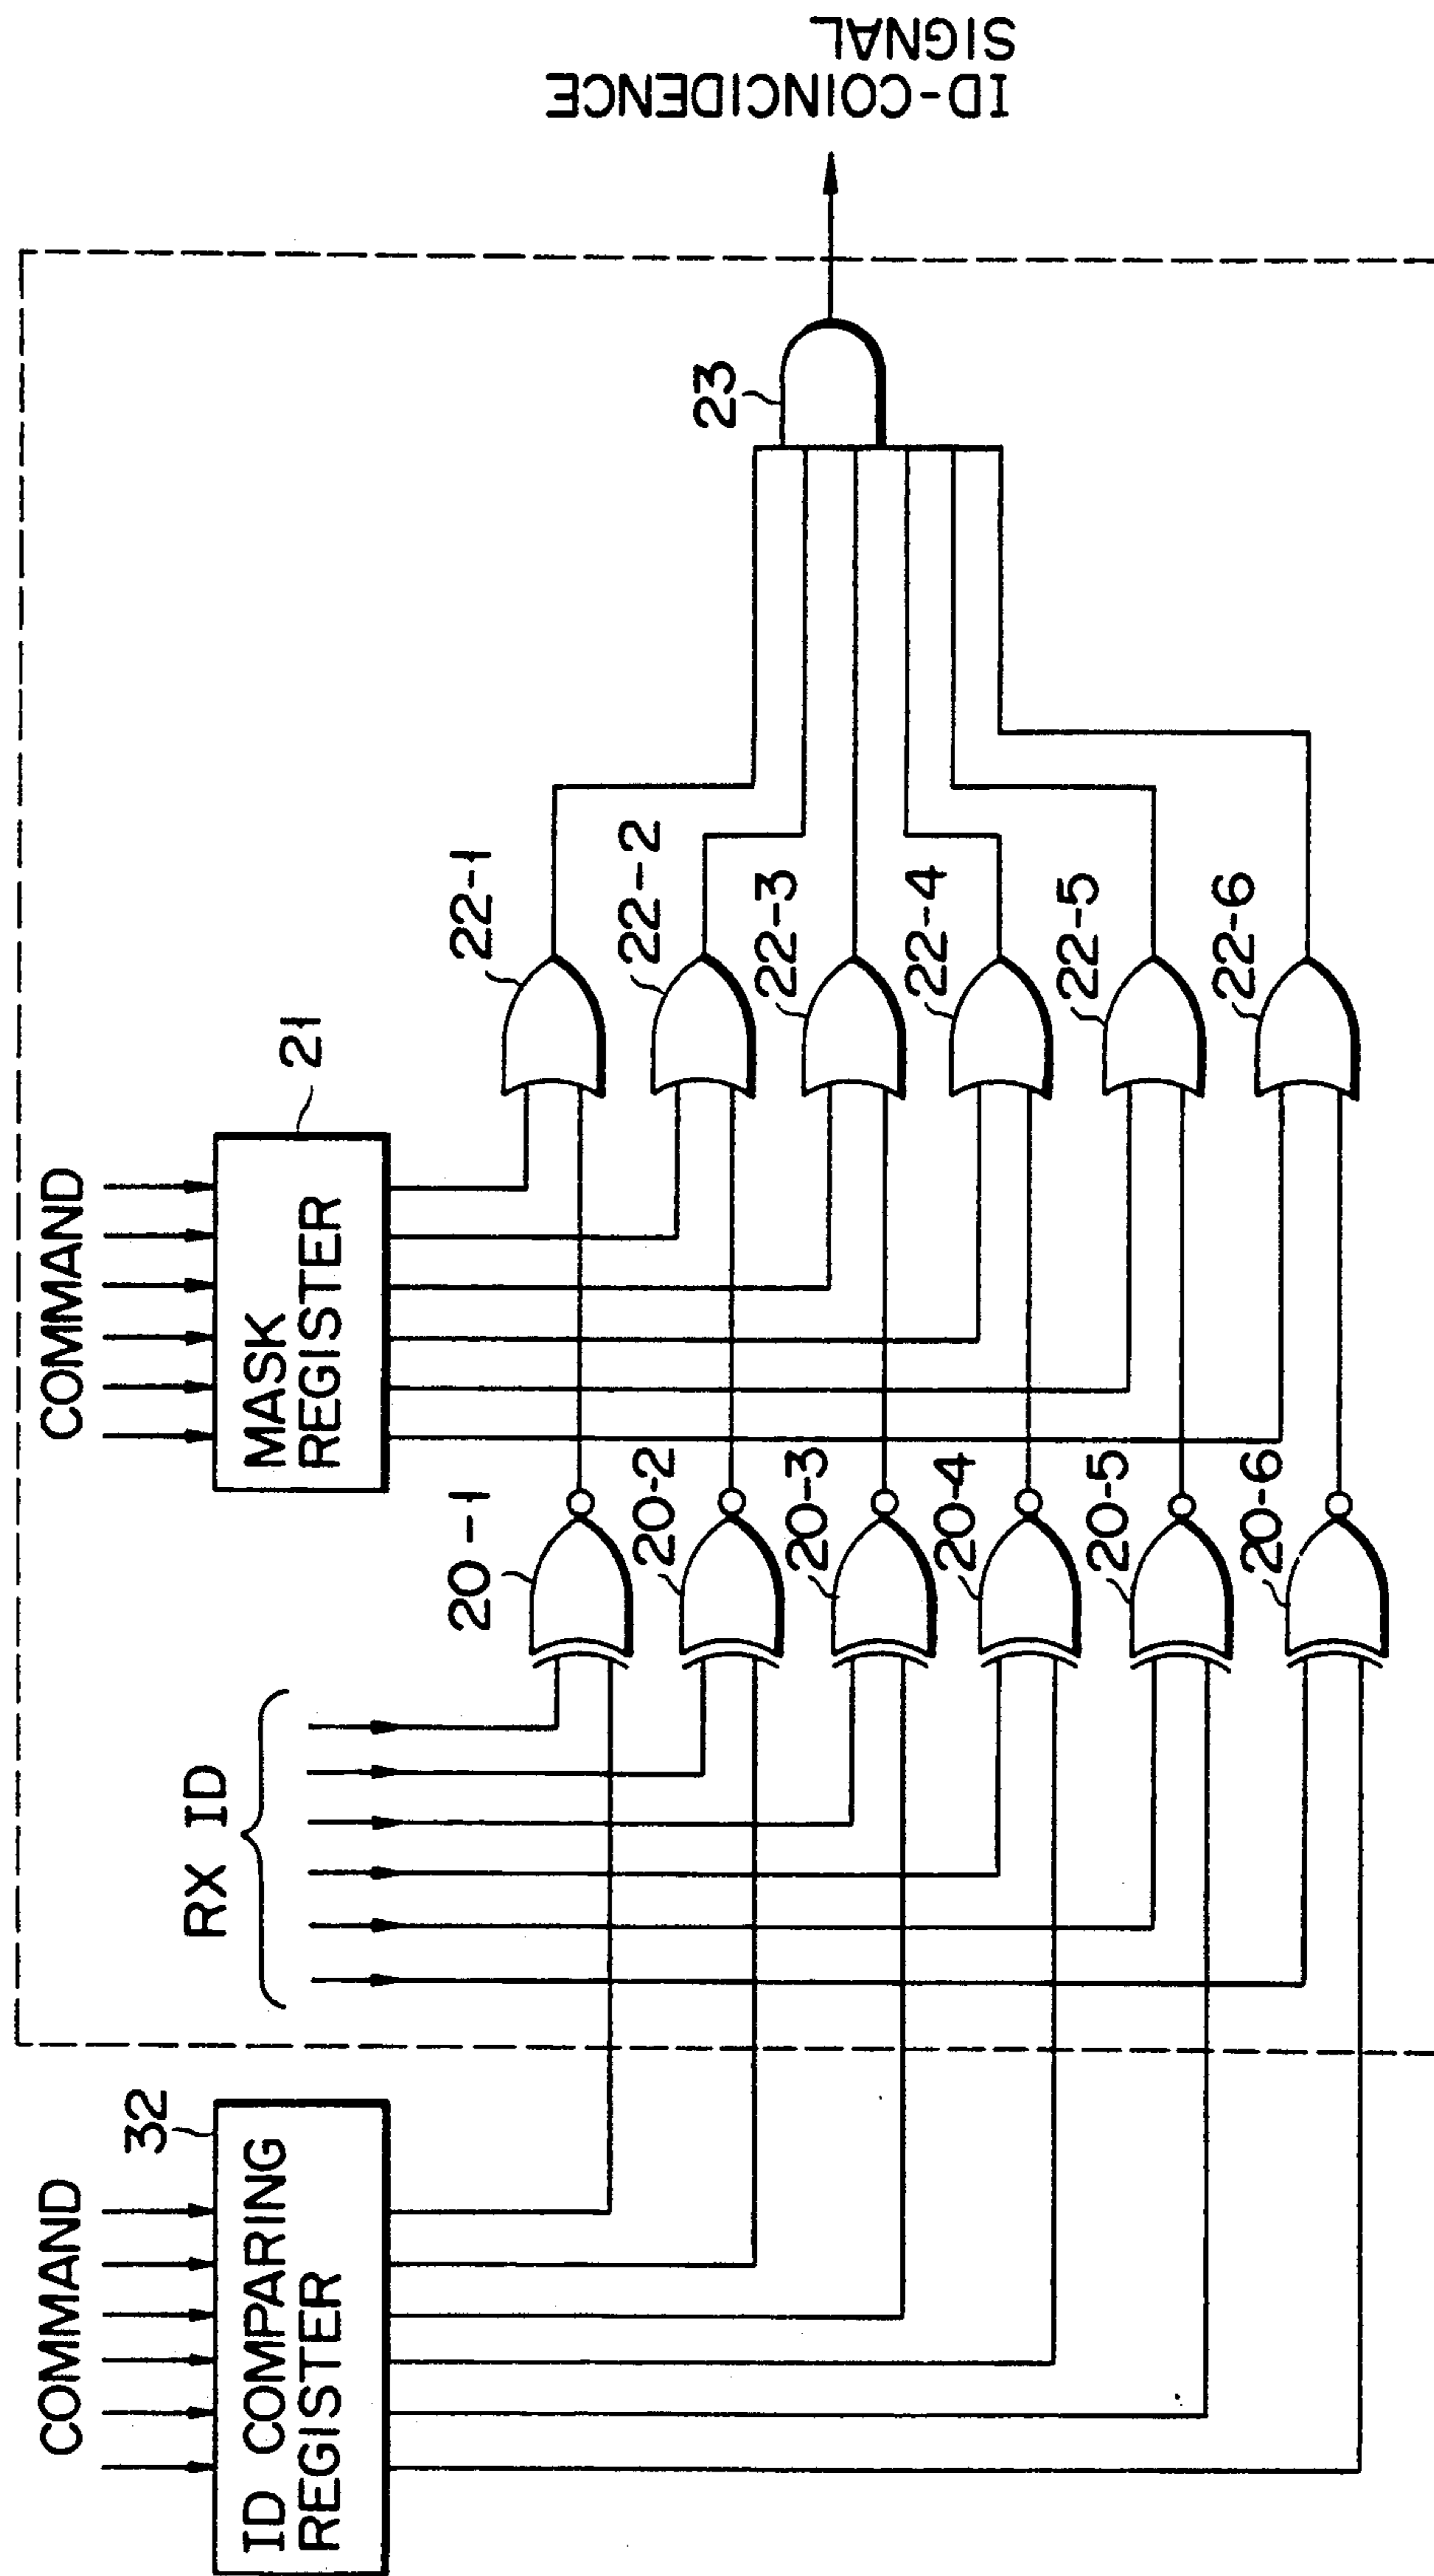 COMMAND
32
ID COMPARING
REGISTER
RX ID
COMMAND
21
MASK
REGISTER
20-1
20-2
20-3
20-4
20-5
20-6
22-1
22-2
22-3
22-4
22-5
22-6
23
ID-COINCIDENCE
SIGNAL